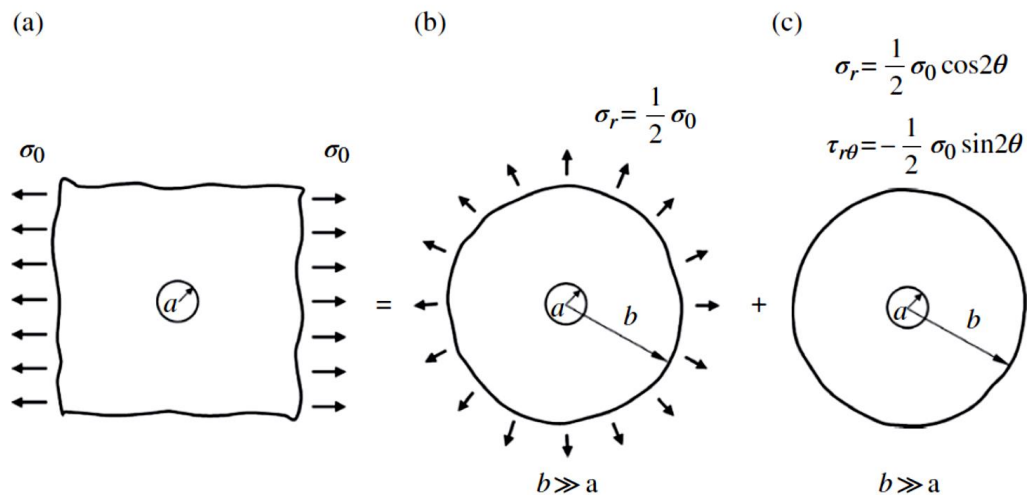 (a)
σ₀
σ₀
a
=
(b)
σᵣ = 1/2 σ₀
a
b
b ≫ a
+
(c)
σᵣ = 1/2 σ₀ cos2θ
τᵣθ = − 1/2 σ₀ sin2θ
a
b
b ≫ a